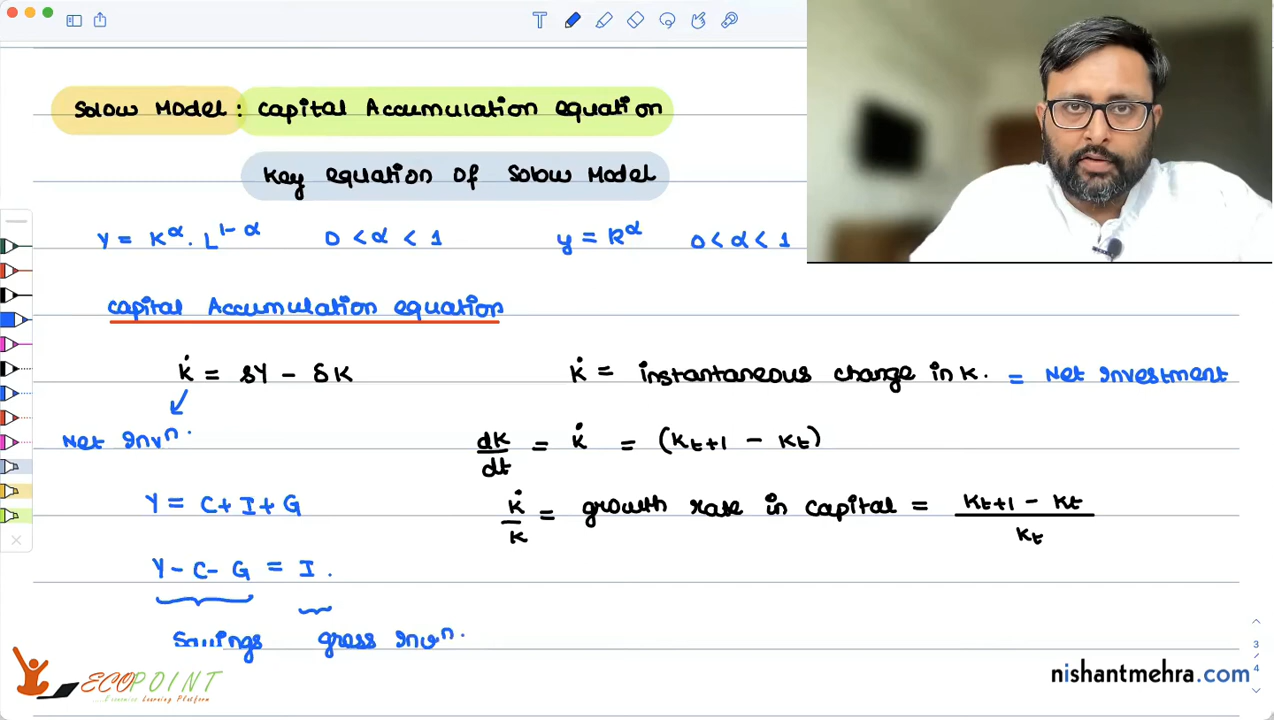 Solow Model: Capital Accumulation equation
Key equation of Solow Model
Y = K^α . L^1-α    0 < α < 1    y = k^α    0 < α < 1
Capital Accumulation equation
K̇ = sY - δK    K̇ = instantaneous change in K. = Net Investment
Net Invⁿ.    dK/dt = K̇ = (Kt+1 - Kt)
Y = C + I + G    K̇/K = growth rate in capital = Kt+1 - Kt / Kt
Y - C - G = I.
Savings    gross Invⁿ.
3
/
4
ECOPOINT
nishantmehra.com